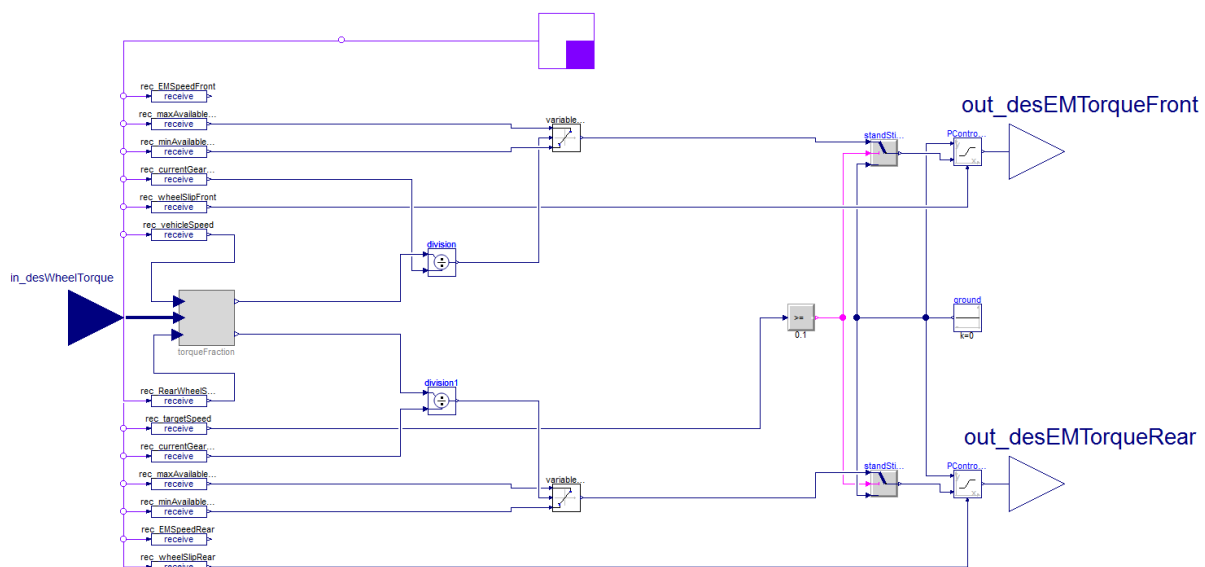 rec_EMSpeedFront
receive
rec_maxAvailable...
receive
rec_minAvailable...
receive
rec_currentGear...
receive
rec_wheelSlipFront
receive
rec_vehicleSpeed
receive
in_desWheelTorque
torqueFraction
rec_RearWheelS...
receive
rec_targetSpeed
receive
rec_currentGear...
receive
rec_maxAvailable...
receive
rec_minAvailable...
receive
rec_EMSpeedRear
receive
rec_wheelSlipRear
receive
variable...
division
÷
division1
÷
variable...
>=
0.1
standSti...
PContro...
out_desEMTorqueFront
ground
k=0
standSti...
PContro...
out_desEMTorqueRear